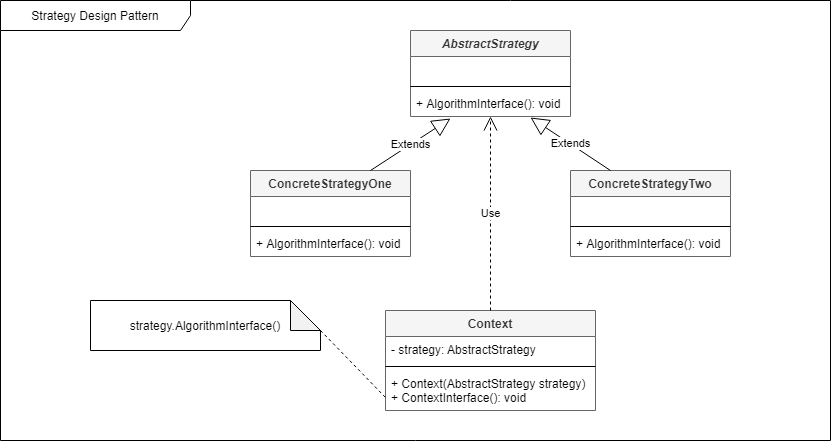 Strategy Design Pattern
AbstractStrategy
+ AlgorithmInterface(): void
Extends
Extends
ConcreteStrategyOne
+ AlgorithmInterface(): void
ConcreteStrategyTwo
+ AlgorithmInterface(): void
Use
strategy.AlgorithmInterface()
Context
- strategy: AbstractStrategy
+ Context(AbstractStrategy strategy)
+ ContextInterface(): void